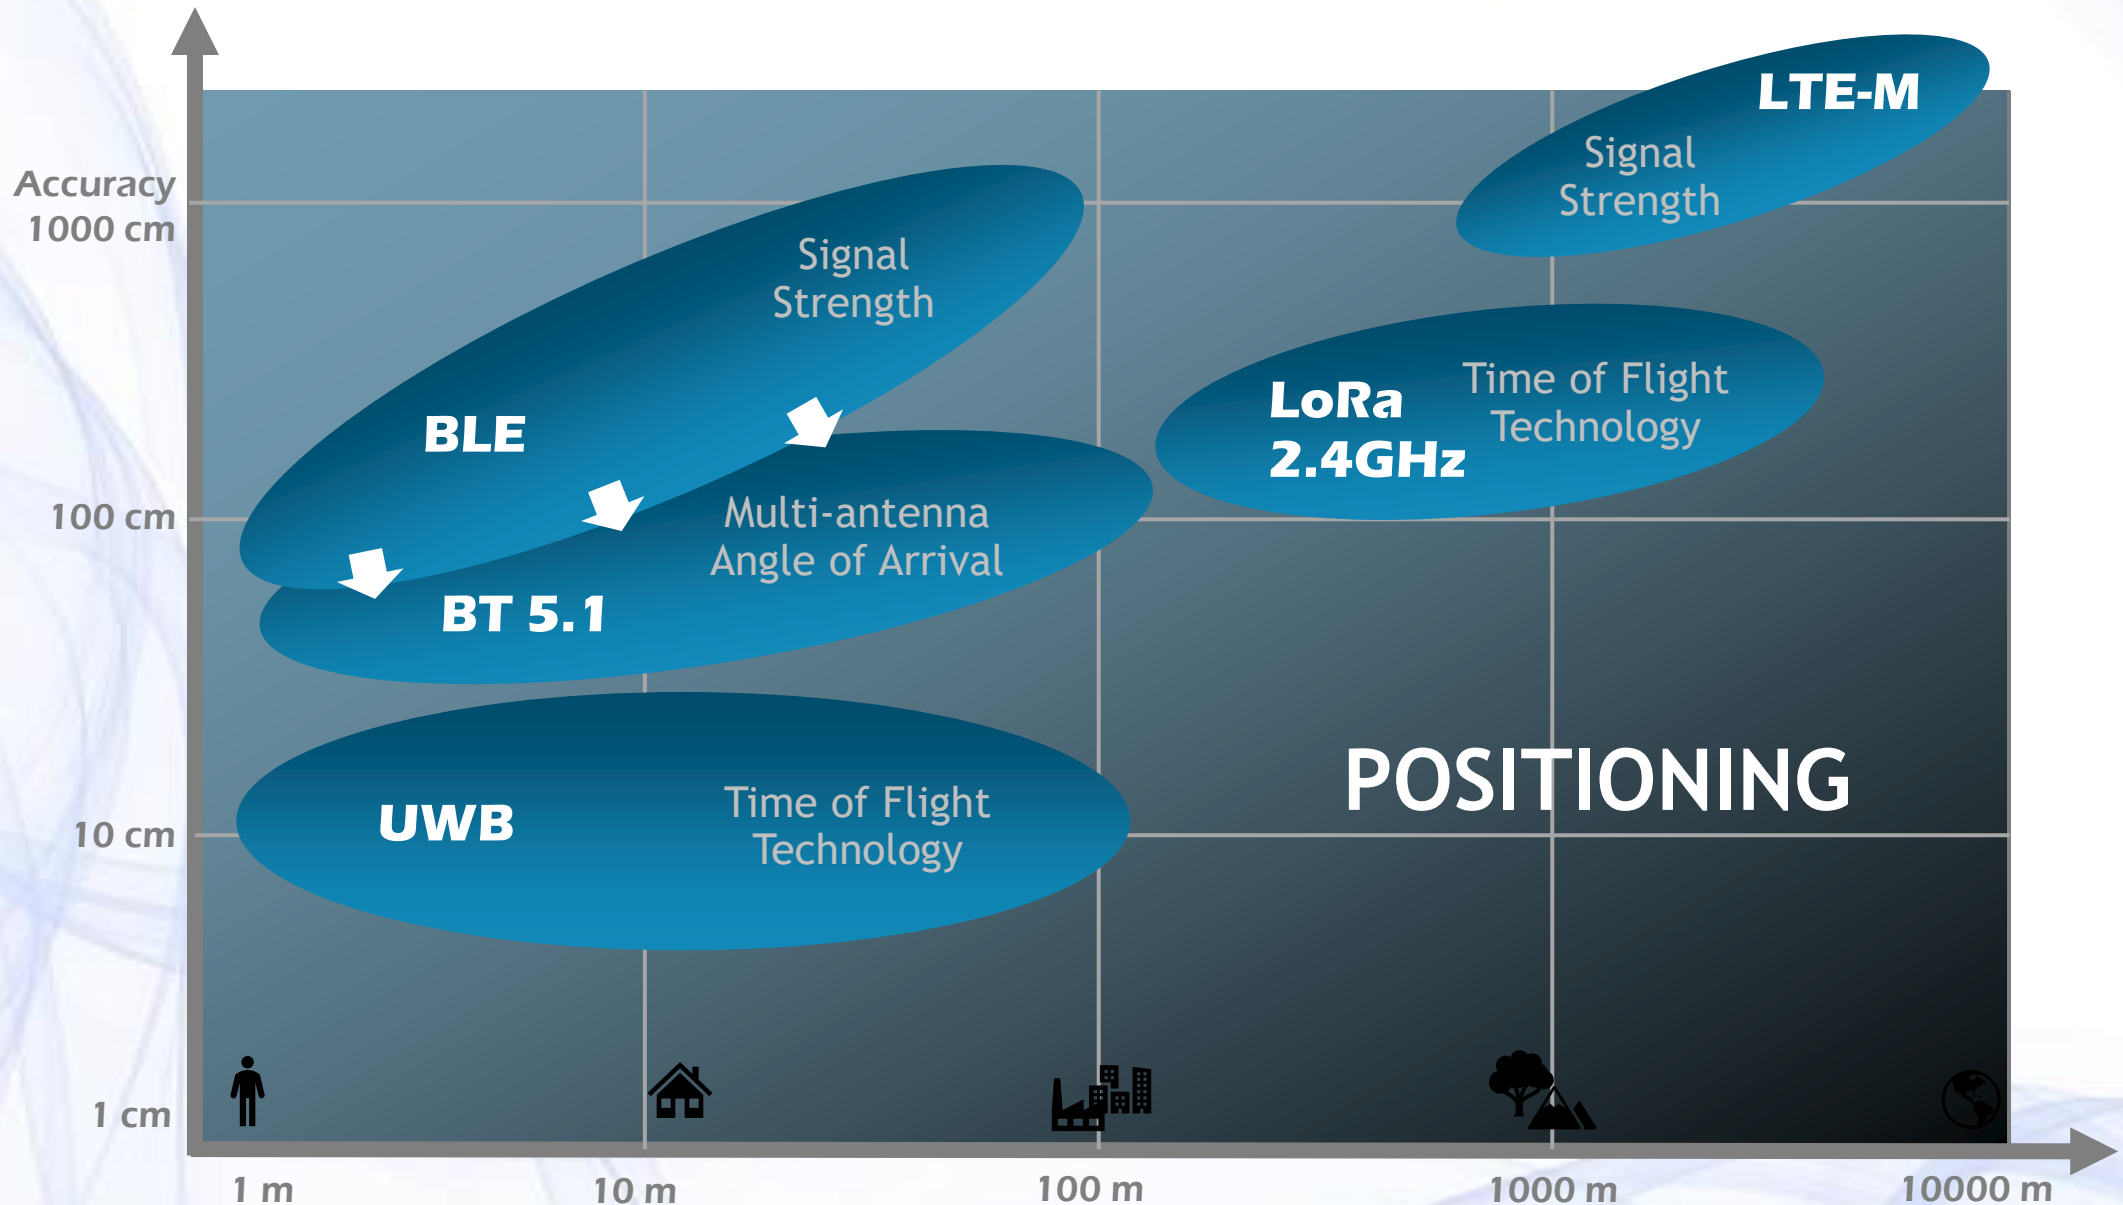 LTE-M
Signal
Strength
Accuracy
1000 cm
Signal
Strength
BLE
LoRa
2.4GHz
Time of Flight
Technology
100 cm
Multi-antenna
Angle of Arrival
BT 5.1
POSITIONING
UWB
Time of Flight
Technology
10 cm
1 cm
1 m
10 m
100 m
1000 m
10000 m